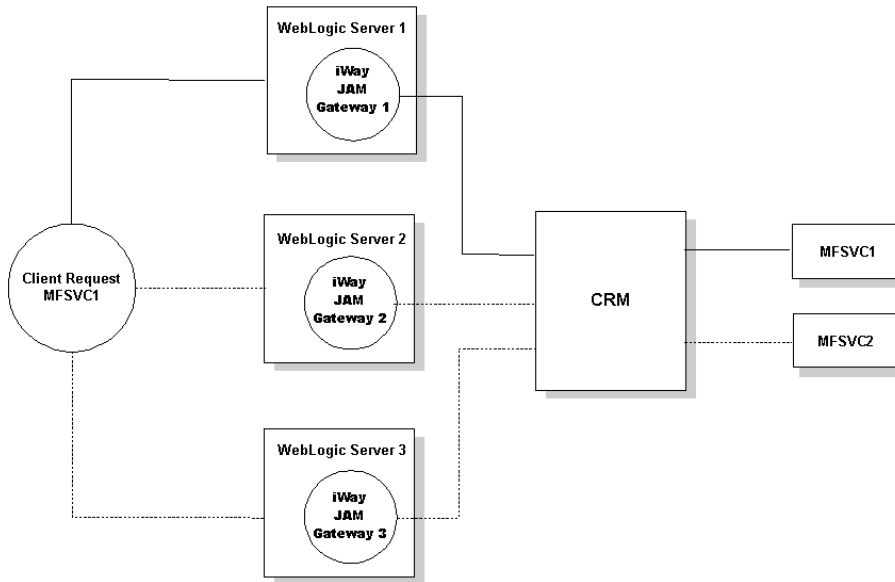 WebLogic Server 1
iWay
JAM
Gateway 1
WebLogic Server 2
iWay
JAM
Gateway 2
Client Request
MFSVC1
CRM
MFSVC1
MFSVC2
WebLogic Server 3
iWay
JAM
Gateway 3